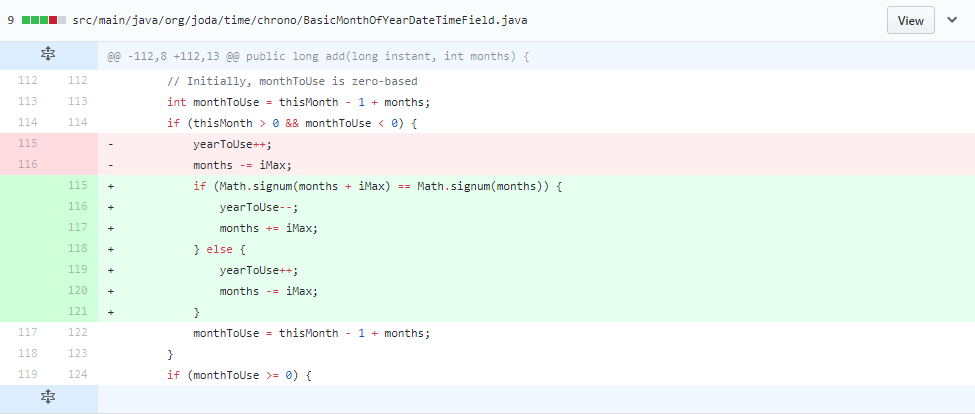 9 src/main/java/org/joda/time/chrono/BasicMonthOfYearDateTimeField.java View
@@ -112,8 +112,13 @@ public long add(long instant, int months) {
112 112 // Initially, monthToUse is zero-based
113 113 int monthToUse = thisMonth - 1 + months;
114 114 if (thisMonth > 0 && monthToUse < 0) {
115 - yearToUse++;
116 - months -= iMax;
115 + if (Math.signum(months + iMax) == Math.signum(months)) {
116 + yearToUse--;
117 + months += iMax;
118 + } else {
119 + yearToUse++;
120 + months -= iMax;
121 + }
117 122 monthToUse = thisMonth - 1 + months;
118 123 }
119 124 if (monthToUse >= 0) {